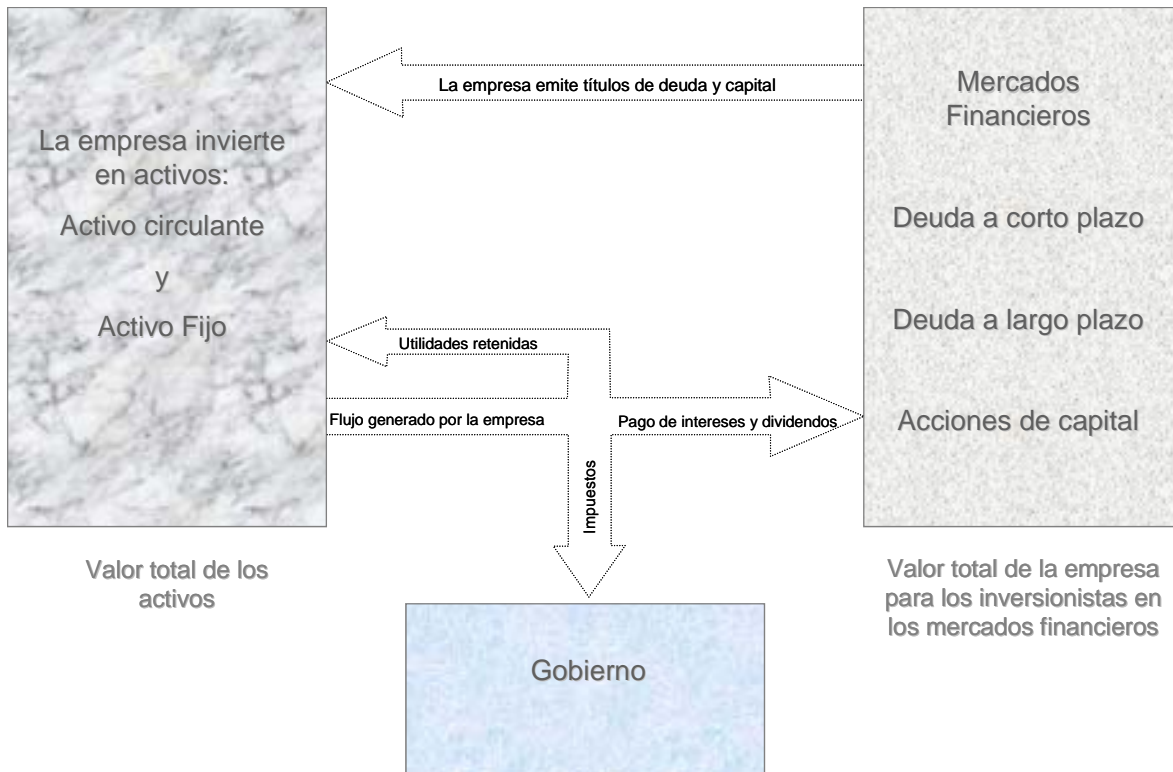 La empresa emite títulos de deuda y capital
Mercados
Financieros
La empresa invierte
en activos:
Activo circulante
y
Activo Fijo
Deuda a corto plazo
Deuda a largo plazo
Acciones de capital
Utilidades retenidas
Flujo generado por la empresa
Pago de intereses y dividendos
Impuestos
Valor total de los
activos
Valor total de la empresa
para los inversionistas en
los mercados financieros
Gobierno